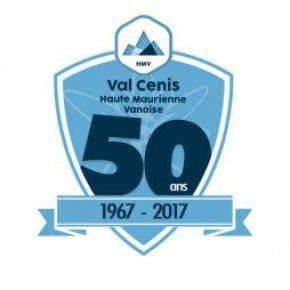 HMV
Val Cenis
Haute Maurienne
Vanoise
50
ans
1967 - 2017